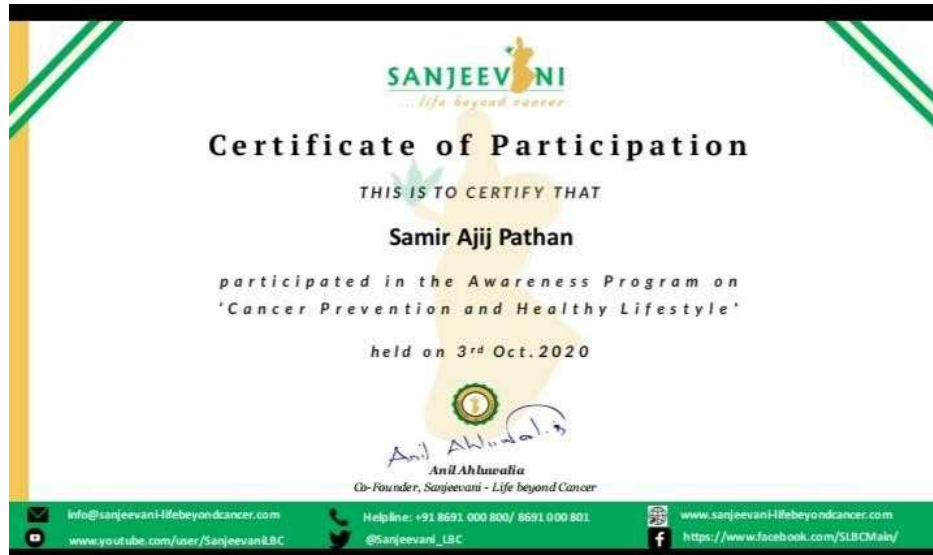 SANJEEVANI
... life beyond cancer
Certificate of Participation
THIS IS TO CERTIFY THAT
Samir Ajij Pathan
participated in the Awareness Program on
'Cancer Prevention and Healthy Lifestyle'
held on 3rd Oct.2020
Anil Ahluwalia
Anil Ahluwalia
Co-Founder, Sanjeevani - Life beyond Cancer
info@sanjeevani-lifebeyondcancer.com Helpline: +91 8691 000 800/ 8691 000 801 www.sanjeevani-lifebeyondcancer.com
www.youtube.com/user/SanjeevaniLBC @Sanjeevani_LBC https://www.facebook.com/SLBCMain/